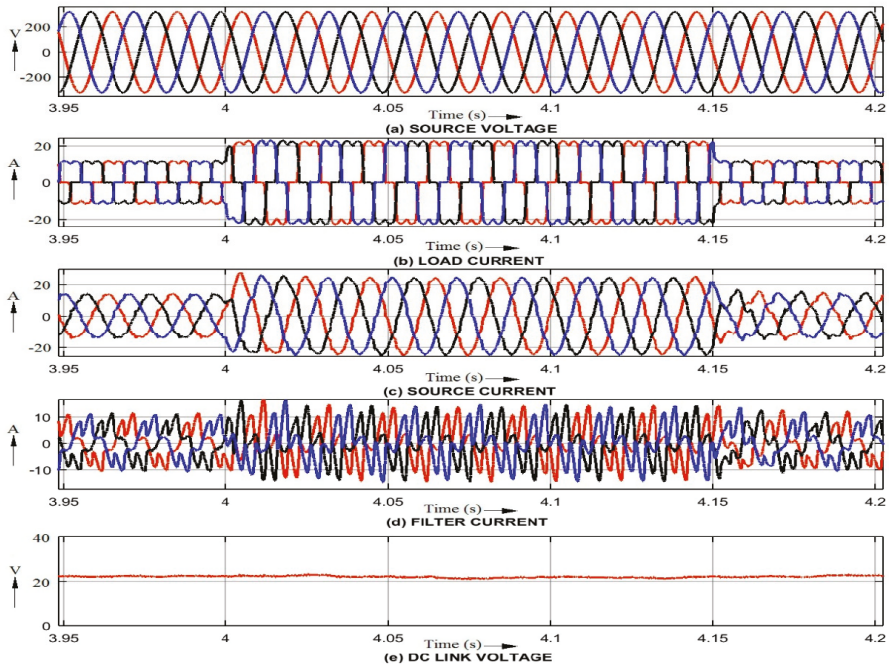 200
V
0
-200
3.95 4 4.05 4.1 4.15 4.2
Time (s)
(a) SOURCE VOLTAGE
20
A
0
-20
3.95 4 4.05 4.1 4.15 4.2
Time (s)
(b) LOAD CURRENT
20
A
0
-20
3.95 4 4.05 4.1 4.15 4.2
Time (s)
(c) SOURCE CURRENT
10
A
0
-10
3.95 4 4.05 4.1 4.15 4.2
Time (s)
(d) FILTER CURRENT
40
V
20
0
3.95 4 4.05 4.1 4.15 4.2
Time (s)
(e) DC LINK VOLTAGE